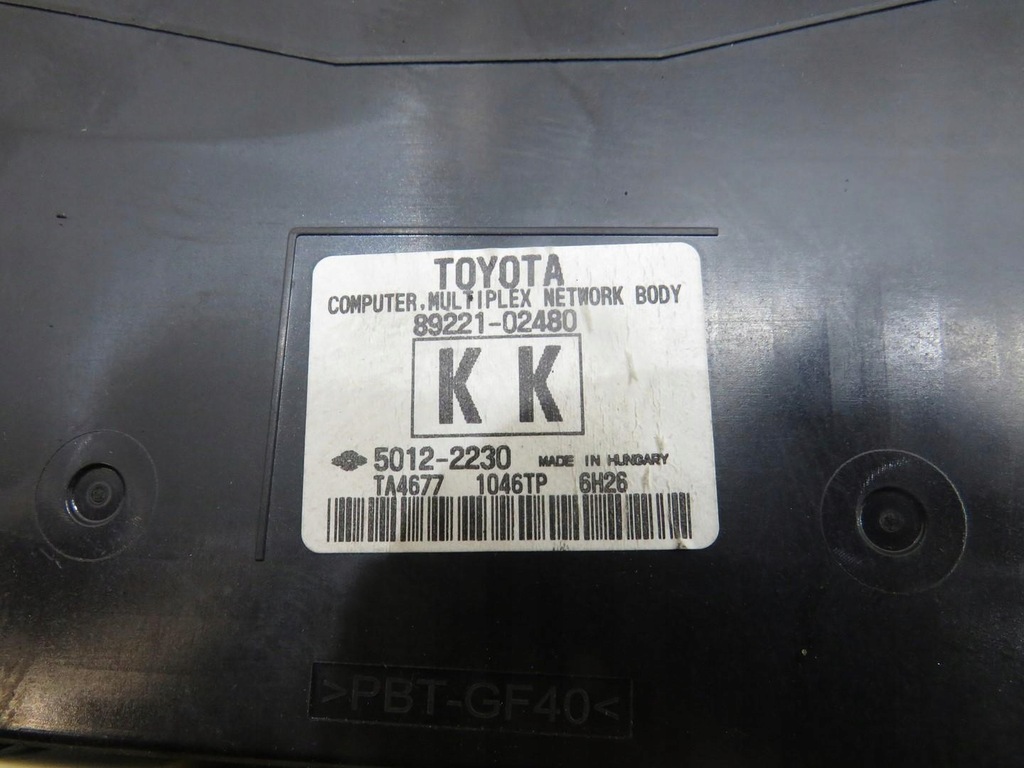 TOYOTA
COMPUTER,MULTIPLEX NETWORK BODY
89221-02480
K K
5012-2230 MADE IN HUNGARY
TA4677 1046TP 6H26
>PBT-GF40<